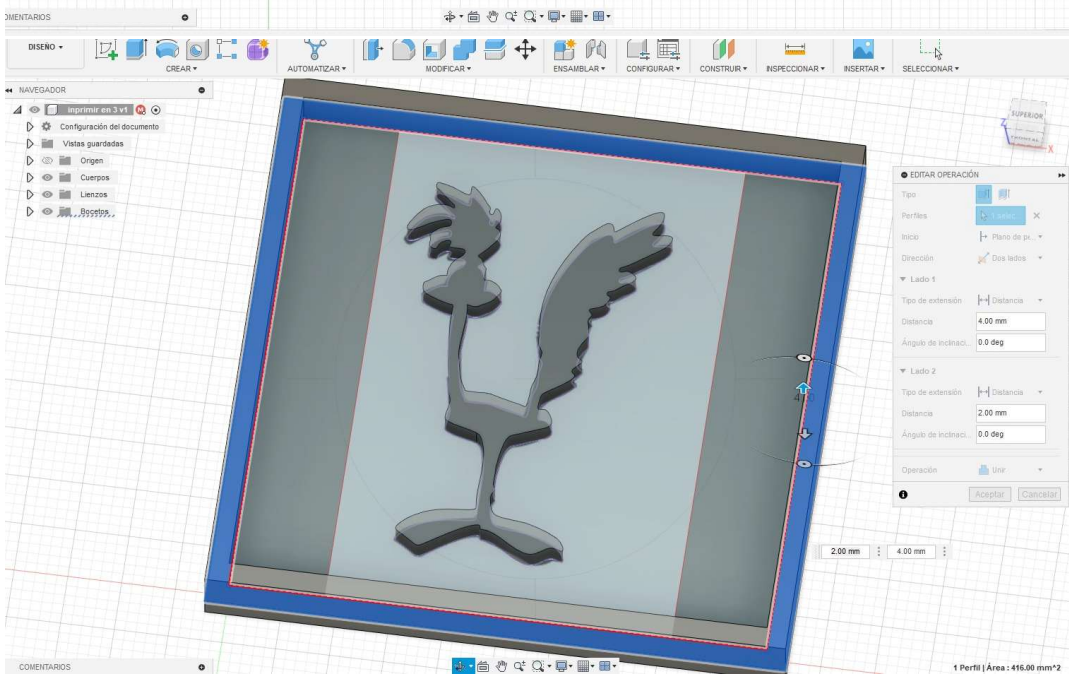 OMENTARIOS
DISEÑO
CREAR
AUTOMATIZAR
MODIFICAR
ENSAMBLAR
CONFIGURAR
CONSTRUIR
INSPECCIONAR
INSERTAR
SELECCIONAR
NAVEGADOR
inprimir en 3 v1 M
Configuración del documento
Vistas guardadas
Origen
Cuerpos
Lienzos
Bocetos
SUPERIOR
Z
X
EDITAR OPERACIÓN
Tipo
Perfiles
Inicio Plano de pe...
Dirección Dos lados
Lado 1
Tipo de extensión Distancia
Distancia 4.00 mm
Ángulo de inclinaci... 0.0 deg
Lado 2
Tipo de extensión Distancia
Distancia 2.00 mm
Ángulo de inclinaci... 0.0 deg
Operación Unir
Aceptar Cancelar
2.00 mm 4.00 mm
COMENTARIOS
1 Perfil | Área : 416.00 mm^2